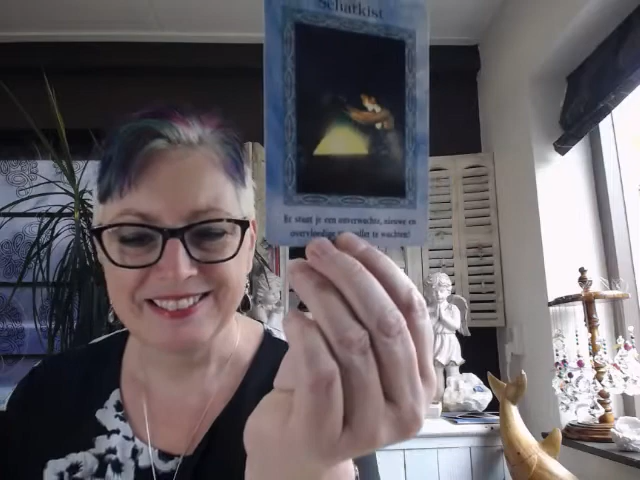 Schatkist
Er staat je een onverwachte, nieuwe en
overvloedige te wachten!